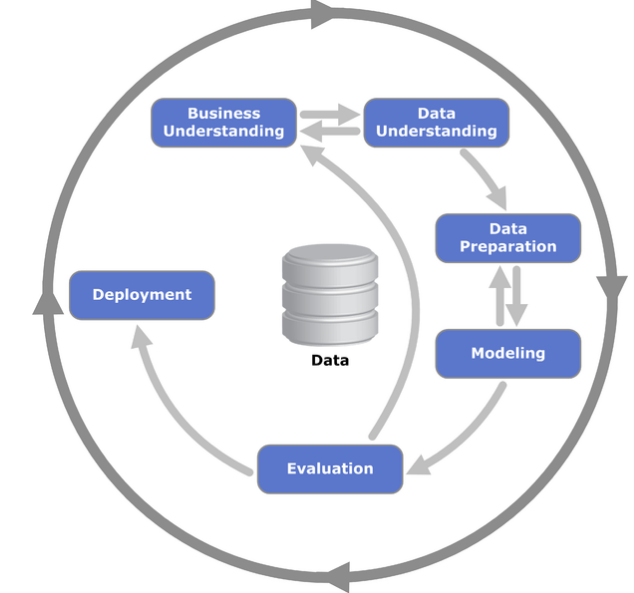 Business
Understanding
Data
Understanding
Data
Preparation
Deployment
Modeling
Data
Evaluation